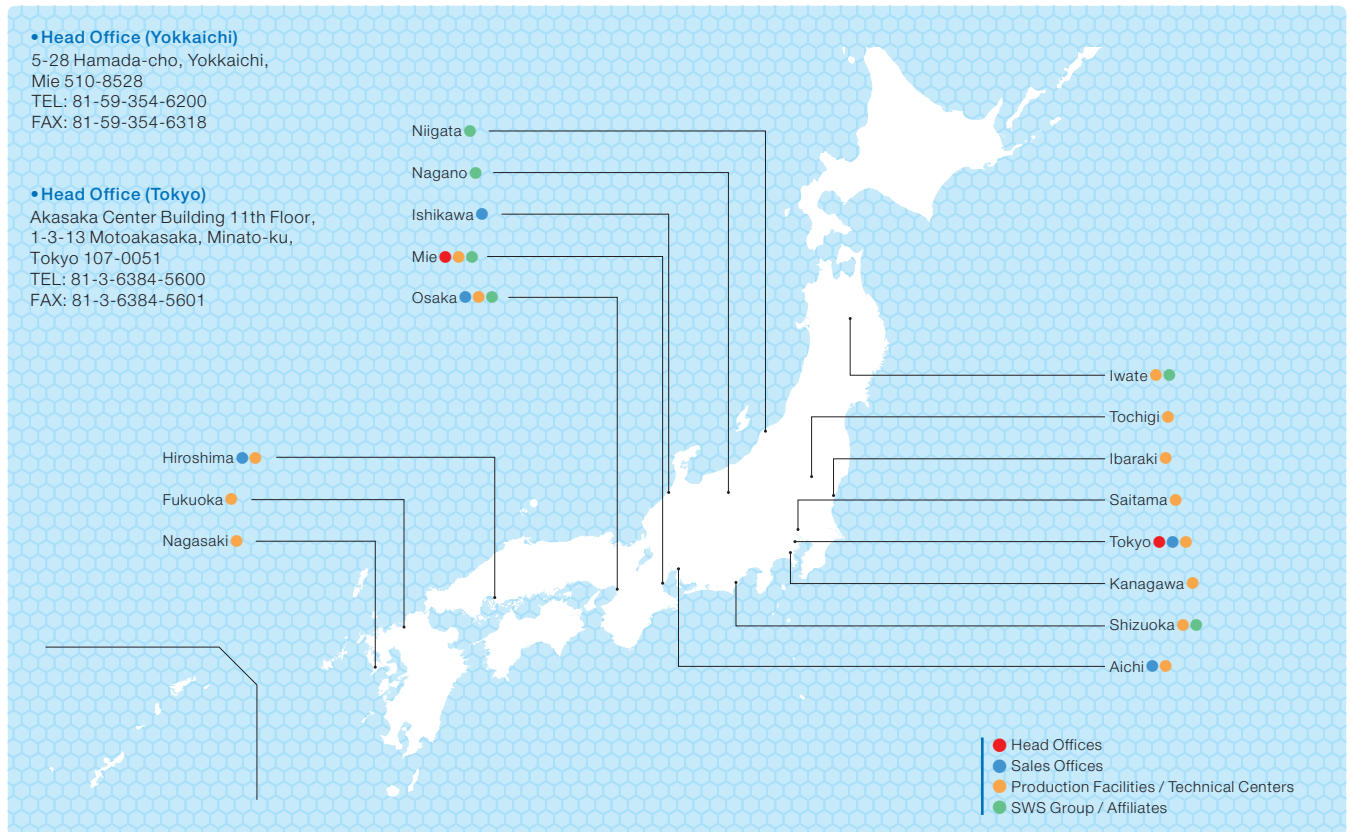 •Head Office (Yokkaichi)
5-28 Hamada-cho, Yokkaichi,
Mie 510-8528
TEL: 81-59-354-6200
FAX: 81-59-354-6318
•Head Office (Tokyo)
Akasaka Center Building 11th Floor,
1-3-13 Motoakasaka, Minato-ku,
Tokyo 107-0051
TEL: 81-3-6384-5600
FAX: 81-3-6384-5601
Niigata
Nagano
Ishikawa
Mie
Osaka
Hiroshima
Fukuoka
Nagasaki
Iwate
Tochigi
Ibaraki
Saitama
Tokyo
Kanagawa
Shizuoka
Aichi
Head Offices
Sales Offices
Production Facilities / Technical Centers
SWS Group / Affiliates